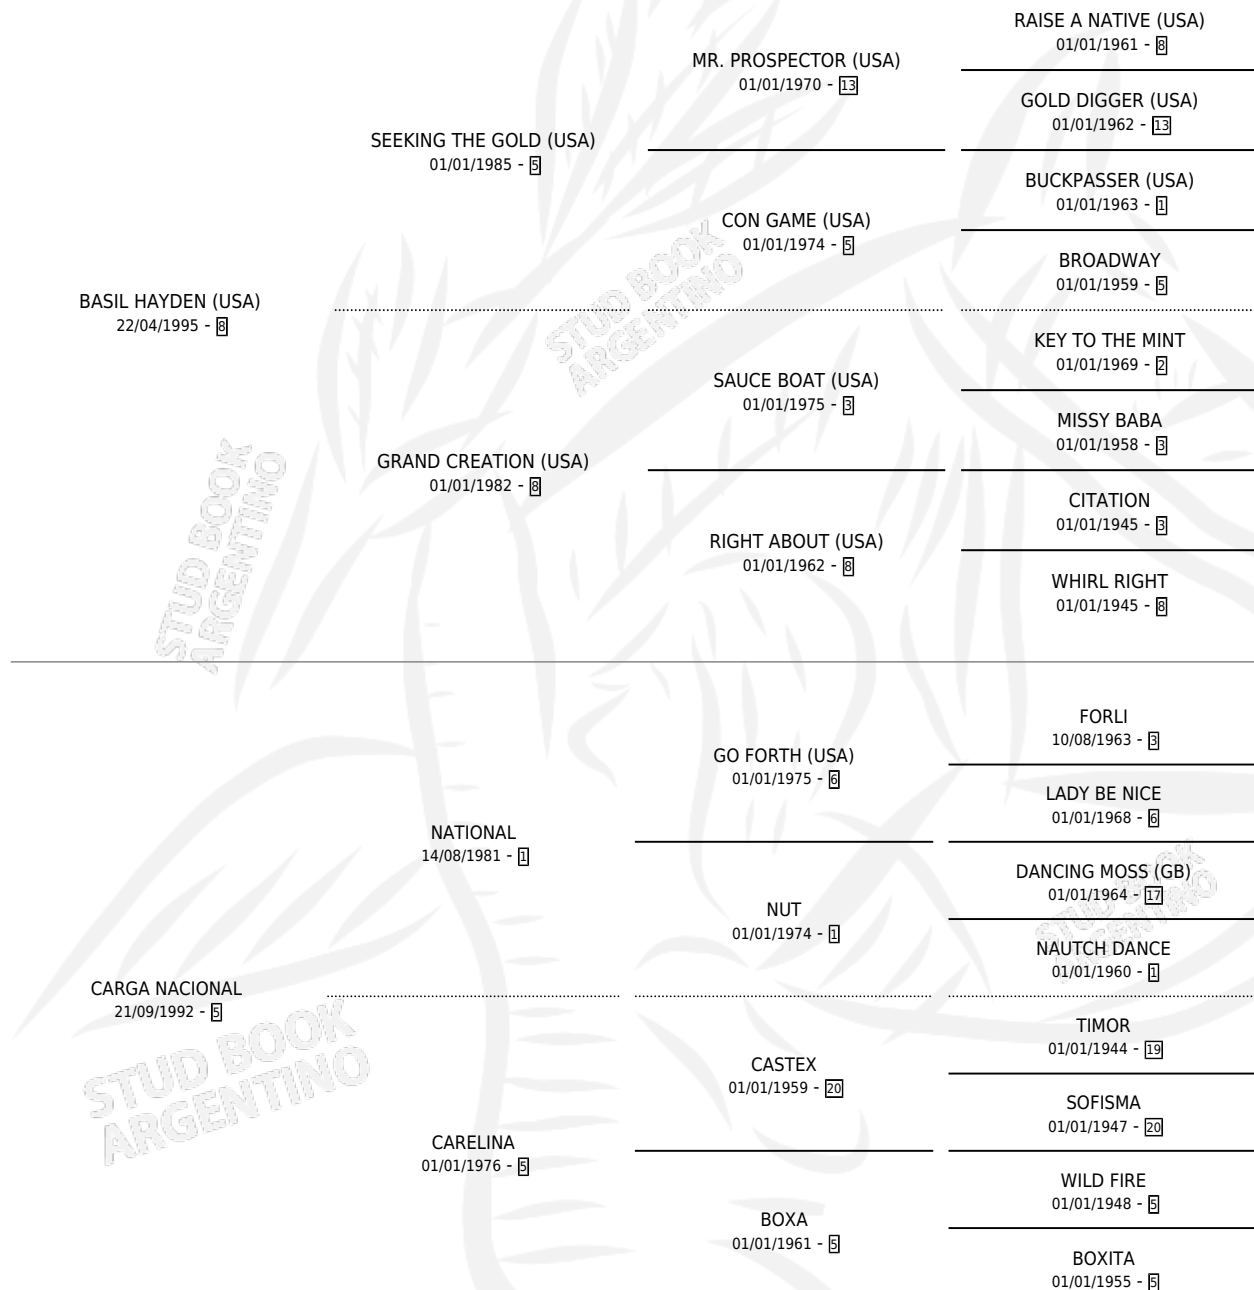 RAISE A NATIVE (USA)
01/01/1961 - 8
MR. PROSPECTOR (USA)
01/01/1970 - 13
GOLD DIGGER (USA)
01/01/1962 - 13
SEEKING THE GOLD (USA)
01/01/1985 - 5
BUCKPASSER (USA)
01/01/1963 - 1
CON GAME (USA)
01/01/1974 - 5
BROADWAY
01/01/1959 - 5
BASIL HAYDEN (USA)
22/04/1995 - 8
KEY TO THE MINT
01/01/1969 - 2
SAUCE BOAT (USA)
01/01/1975 - 3
MISSY BABA
01/01/1958 - 3
GRAND CREATION (USA)
01/01/1982 - 8
CITATION
01/01/1945 - 3
RIGHT ABOUT (USA)
01/01/1962 - 8
WHIRL RIGHT
01/01/1945 - 8
FORLI
10/08/1963 - 3
GO FORTH (USA)
01/01/1975 - 6
LADY BE NICE
01/01/1968 - 6
NATIONAL
14/08/1981 - 1
DANCING MOSS (GB)
01/01/1964 - 17
NUT
01/01/1974 - 1
NAUTCH DANCE
01/01/1960 - 1
CARGA NACIONAL
21/09/1992 - 5
TIMOR
01/01/1944 - 19
CASTEX
01/01/1959 - 20
SOFISMA
01/01/1947 - 20
CARELINA
01/01/1976 - 5
WILD FIRE
01/01/1948 - 5
BOXA
01/01/1961 - 5
BOXITA
01/01/1955 - 5
STUD BOOK
ARGENTINO
STUD BOOK
ARGENTINO
STUD BOOK
ARGENTINO
STUD BOOK
ARGENTINO